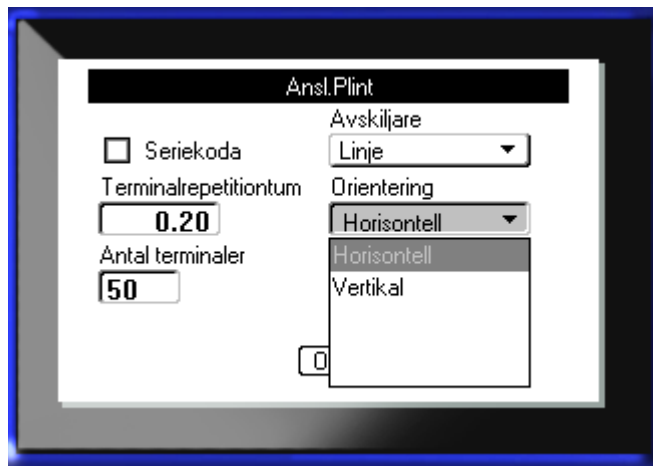 Ansl.Plint
Avskiljare
Seriekoda
Linje
Terminalrepetitiontum
Orientering
0.20
Horisontell
Antal terminaler
Horisontell
50
Vertikal